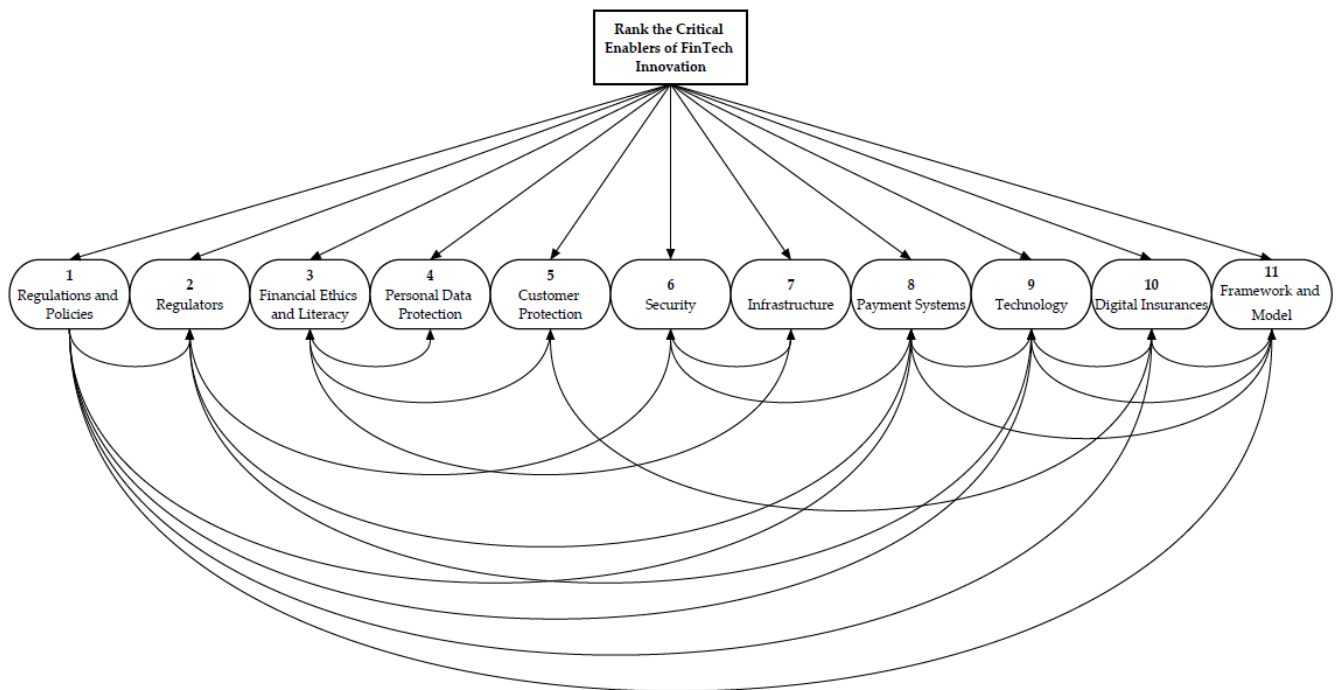 Rank the Critical
Enablers of FinTech
Innovation
1
Regulations and
Policies
2
Regulators
3
Financial Ethics
and Literacy
4
Personal Data
Protection
5
Customer
Protection
6
Security
7
Infrastructure
8
Payment Systems
9
Technology
10
Digital Insurances
11
Framework and
Model